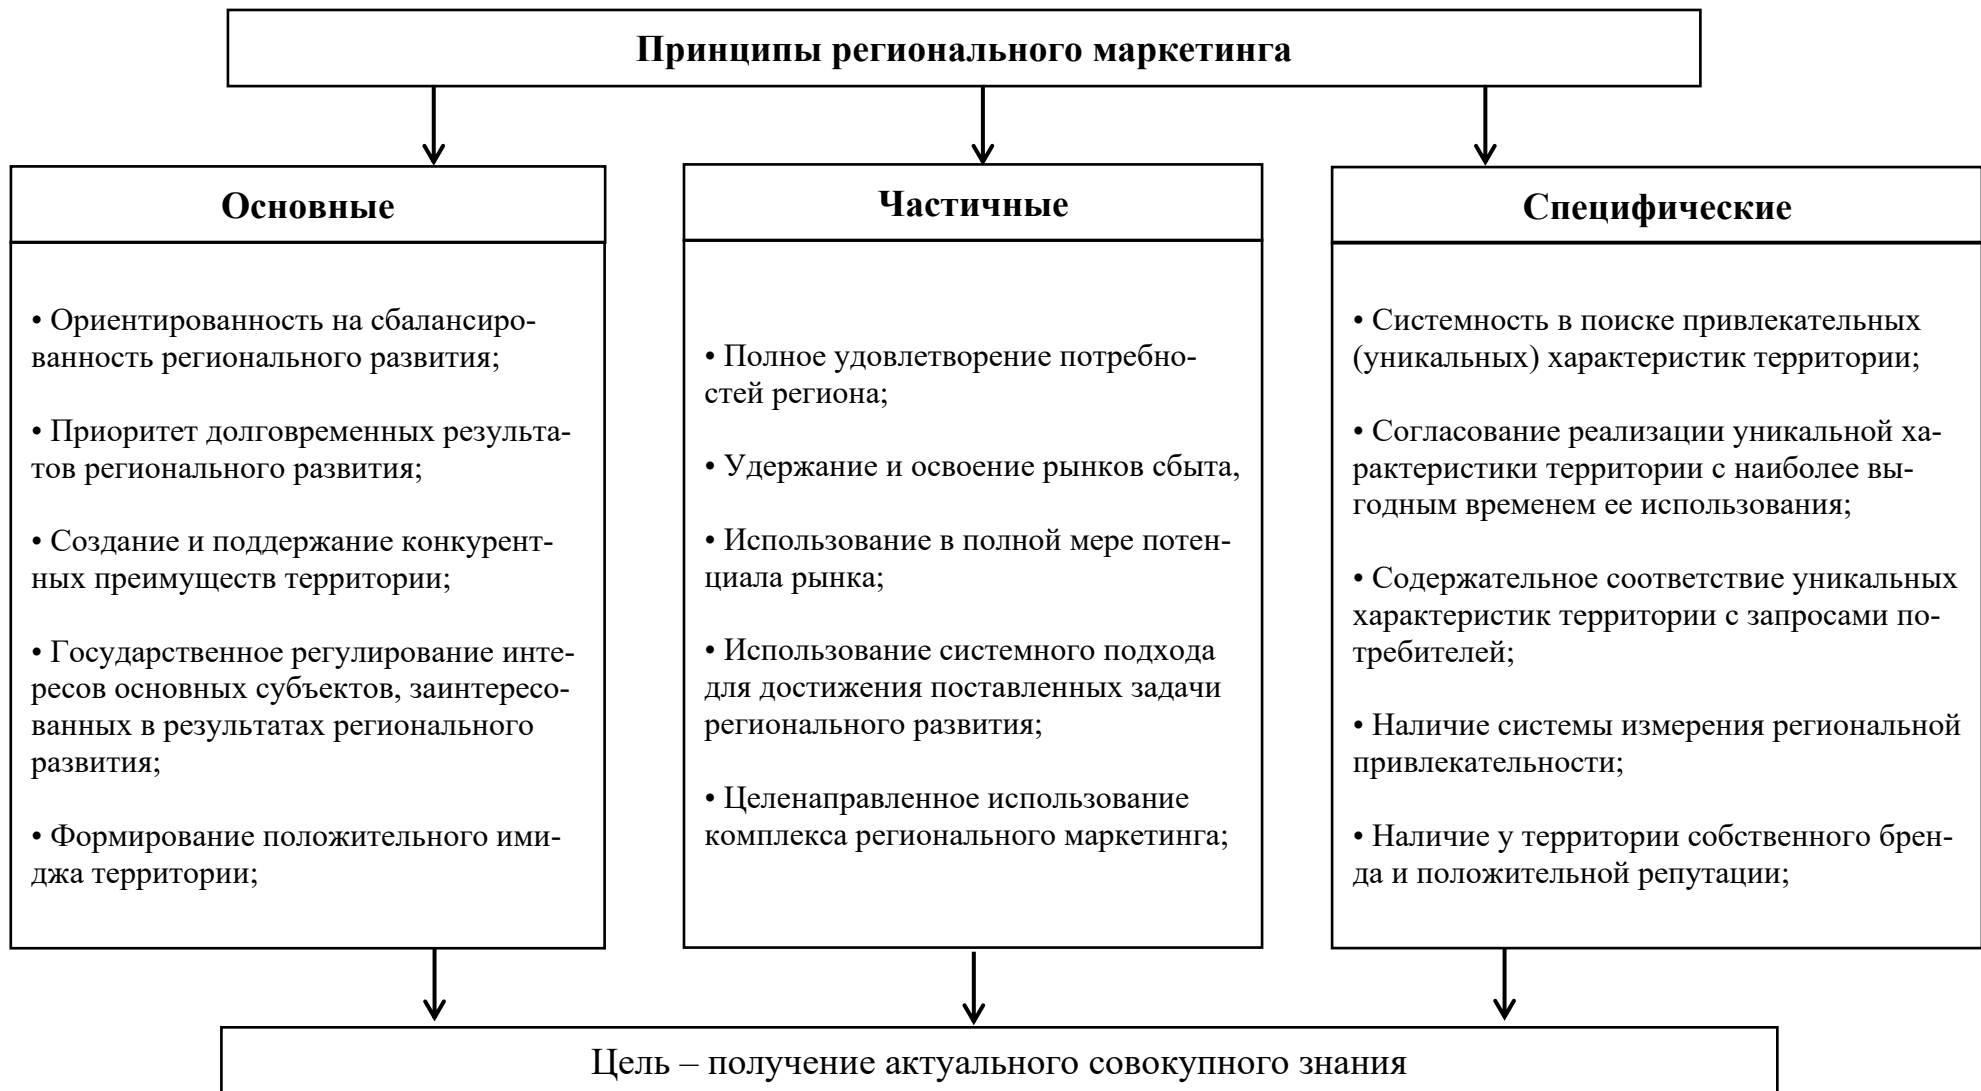 Принципы регионального маркетинга
Основные
• Ориентированность на сбалансиро-
ванность регионального развития;
• Приоритет долговременных результа-
тов регионального развития;
• Создание и поддержание конкурент-
ных преимуществ территории;
• Государственное регулирование инте-
ресов основных субъектов, заинтересо-
ванных в результатах регионального
развития;
• Формирование положительного ими-
джа территории;
Частичные
• Полное удовлетворение потребно-
стей региона;
• Удержание и освоение рынков сбыта,
• Использование в полной мере потен-
циала рынка;
• Использование системного подхода
для достижения поставленных задачи
регионального развития;
• Целенаправленное использование
комплекса регионального маркетинга;
Специфические
• Системность в поиске привлекательных
(уникальных) характеристик территории;
• Согласование реализации уникальной ха-
рактеристики территории с наиболее вы-
годным временем ее использования;
• Содержательное соответствие уникальных
характеристик территории с запросами по-
требителей;
• Наличие системы измерения региональной
привлекательности;
• Наличие у территории собственного брен-
да и положительной репутации;
Цель – получение актуального совокупного знания